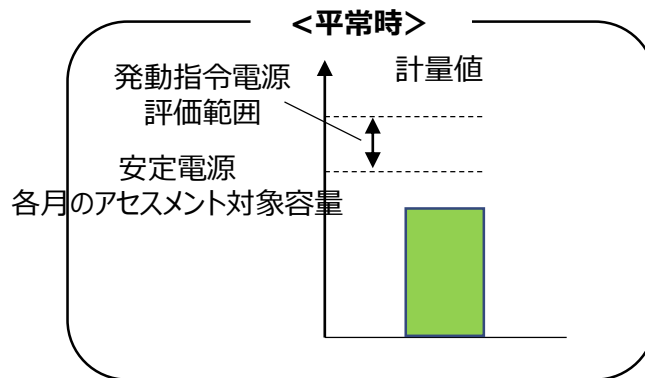 <平常時>
発動指令電源
評価範囲
計量値
安定電源
各月のアセスメント対象容量